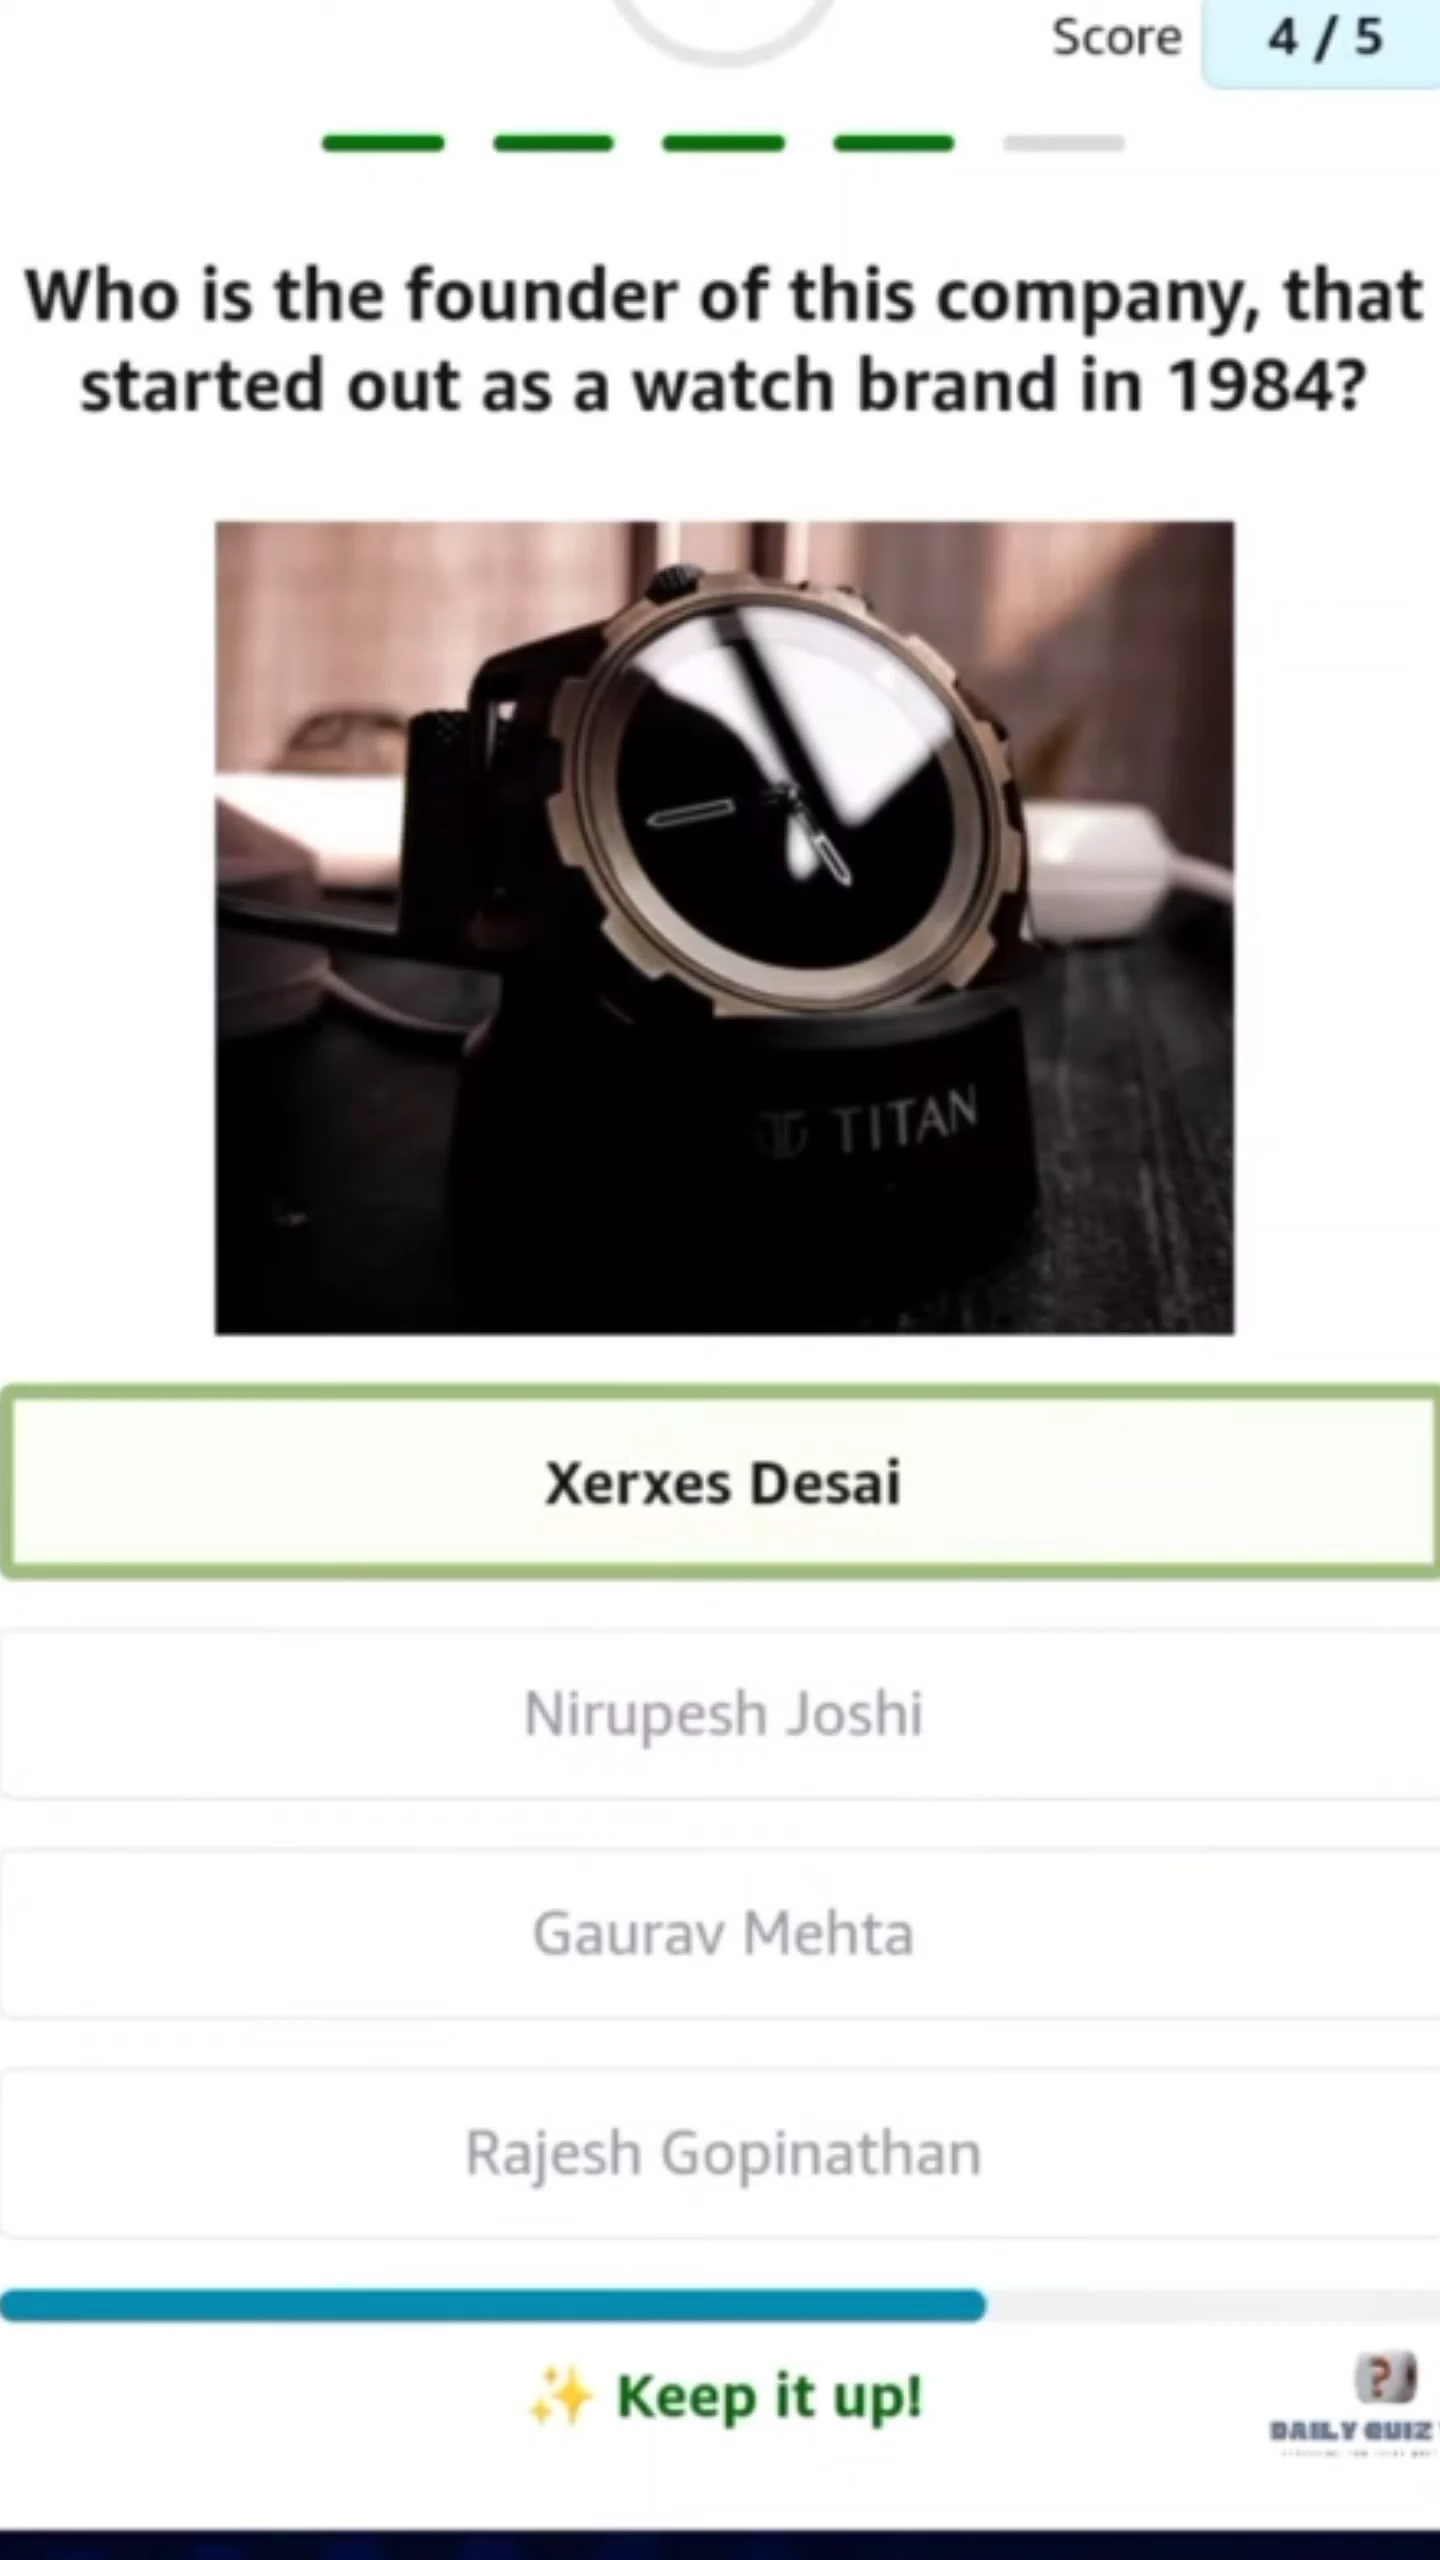 Score 4 / 5
Who is the founder of this company, that
started out as a watch brand in 1984?
TITAN
Xerxes Desai
Nirupesh Joshi
Gaurav Mehta
Rajesh Gopinathan
✨ Keep it up!
?
DAILY QUIZ